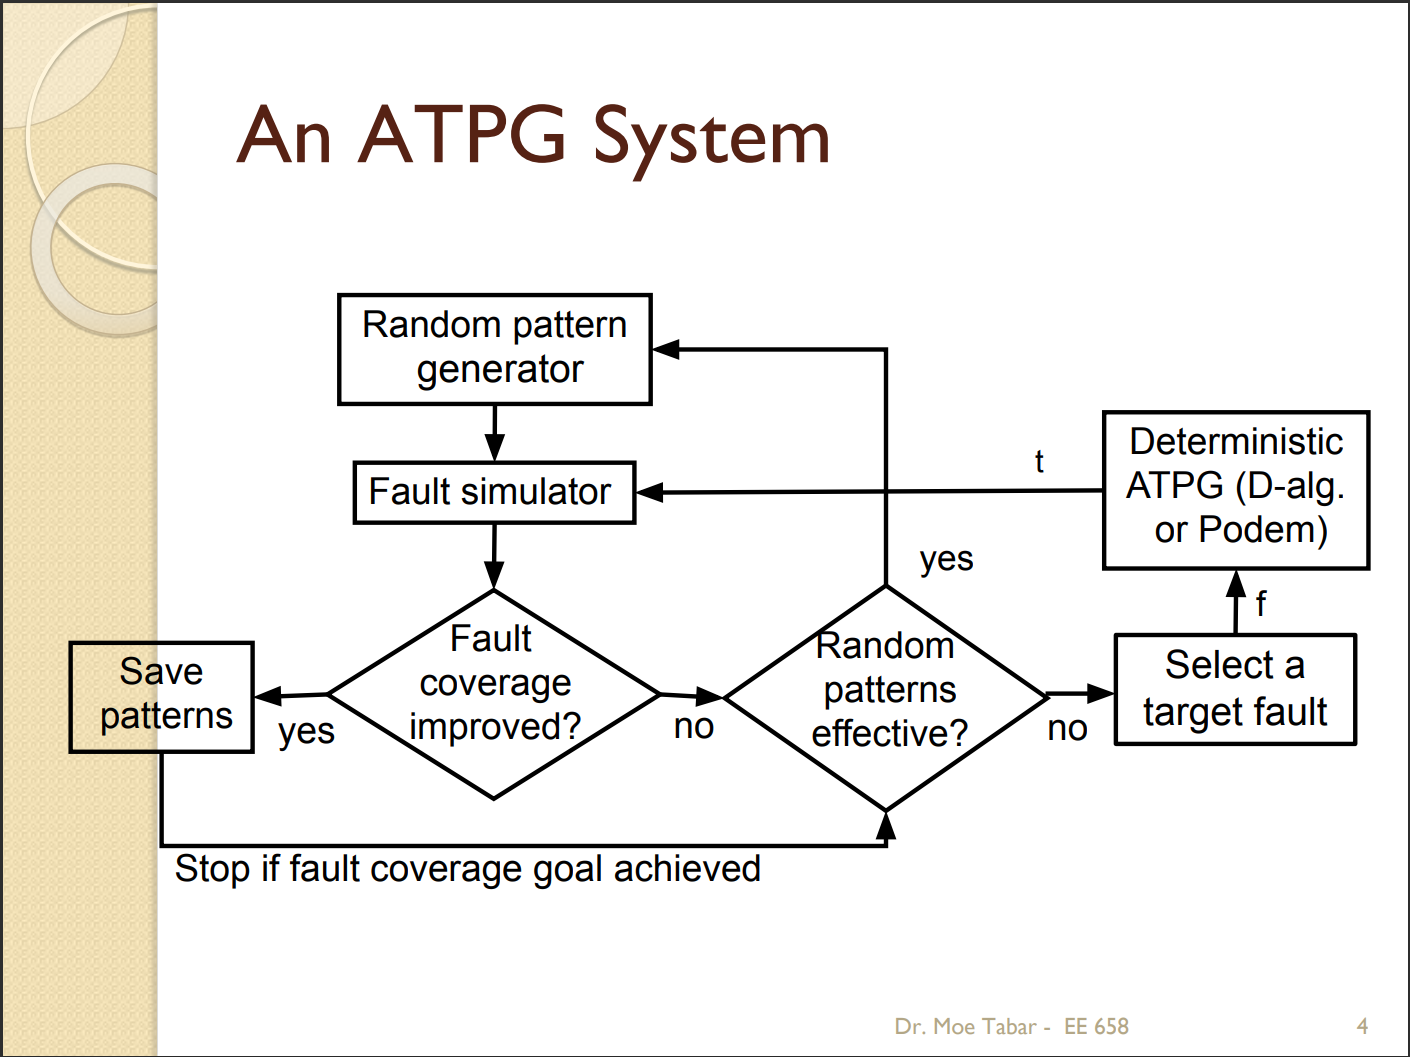 An ATPG System
Random pattern
generator
Fault simulator
Deterministic
ATPG (D-alg.
or Podem)
t
yes
f
Fault
coverage
improved?
Random
patterns
effective?
Select a
target fault
Save
patterns
yes
no
no
Stop if fault coverage goal achieved
Dr. Moe Tabar - EE 658
4